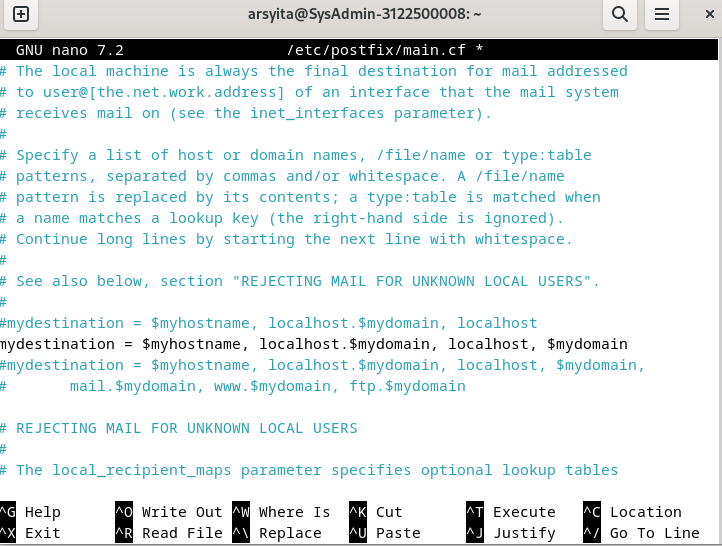 arsyita@SysAdmin-3122500008: ~
GNU nano 7.2 /etc/postfix/main.cf *
# The local machine is always the final destination for mail addressed
# to user@[the.net.work.address] of an interface that the mail system
# receives mail on (see the inet_interfaces parameter).
#
# Specify a list of host or domain names, /file/name or type:table
# patterns, separated by commas and/or whitespace. A /file/name
# pattern is replaced by its contents; a type:table is matched when
# a name matches a lookup key (the right-hand side is ignored).
# Continue long lines by starting the next line with whitespace.
#
# See also below, section "REJECTING MAIL FOR UNKNOWN LOCAL USERS".
#
#mydestination = $myhostname, localhost.$mydomain, localhost
mydestination = $myhostname, localhost.$mydomain, localhost, $mydomain
#mydestination = $myhostname, localhost.$mydomain, localhost, $mydomain,
#       mail.$mydomain, www.$mydomain, ftp.$mydomain

# REJECTING MAIL FOR UNKNOWN LOCAL USERS
#
# The local_recipient_maps parameter specifies optional lookup tables
^G Help ^O Write Out ^W Where Is ^K Cut ^T Execute ^C Location
^X Exit ^R Read File ^\ Replace ^U Paste ^J Justify ^/ Go To Line